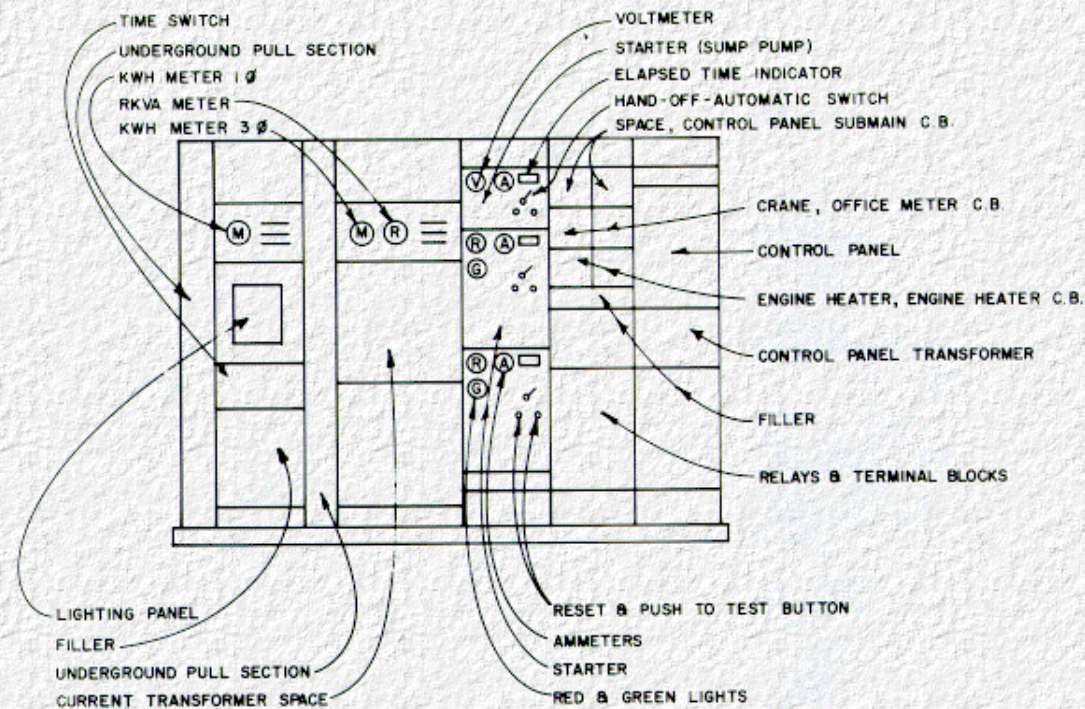 TIME SWITCH
UNDERGROUND PULL SECTION
KWH METER 1Ø
RKVA METER
KWH METER 3Ø
VOLTMETER
STARTER (SUMP PUMP)
ELAPSED TIME INDICATOR
HAND-OFF-AUTOMATIC SWITCH
SPACE, CONTROL PANEL SUBMAIN C.B.
V A
M
M R
R A
G
R A
G
CRANE, OFFICE METER C.B.
CONTROL PANEL
ENGINE HEATER, ENGINE HEATER C.B.
CONTROL PANEL TRANSFORMER
FILLER
RELAYS & TERMINAL BLOCKS
LIGHTING PANEL
FILLER
UNDERGROUND PULL SECTION
CURRENT TRANSFORMER SPACE
RESET & PUSH TO TEST BUTTON
AMMETERS
STARTER
RED & GREEN LIGHTS